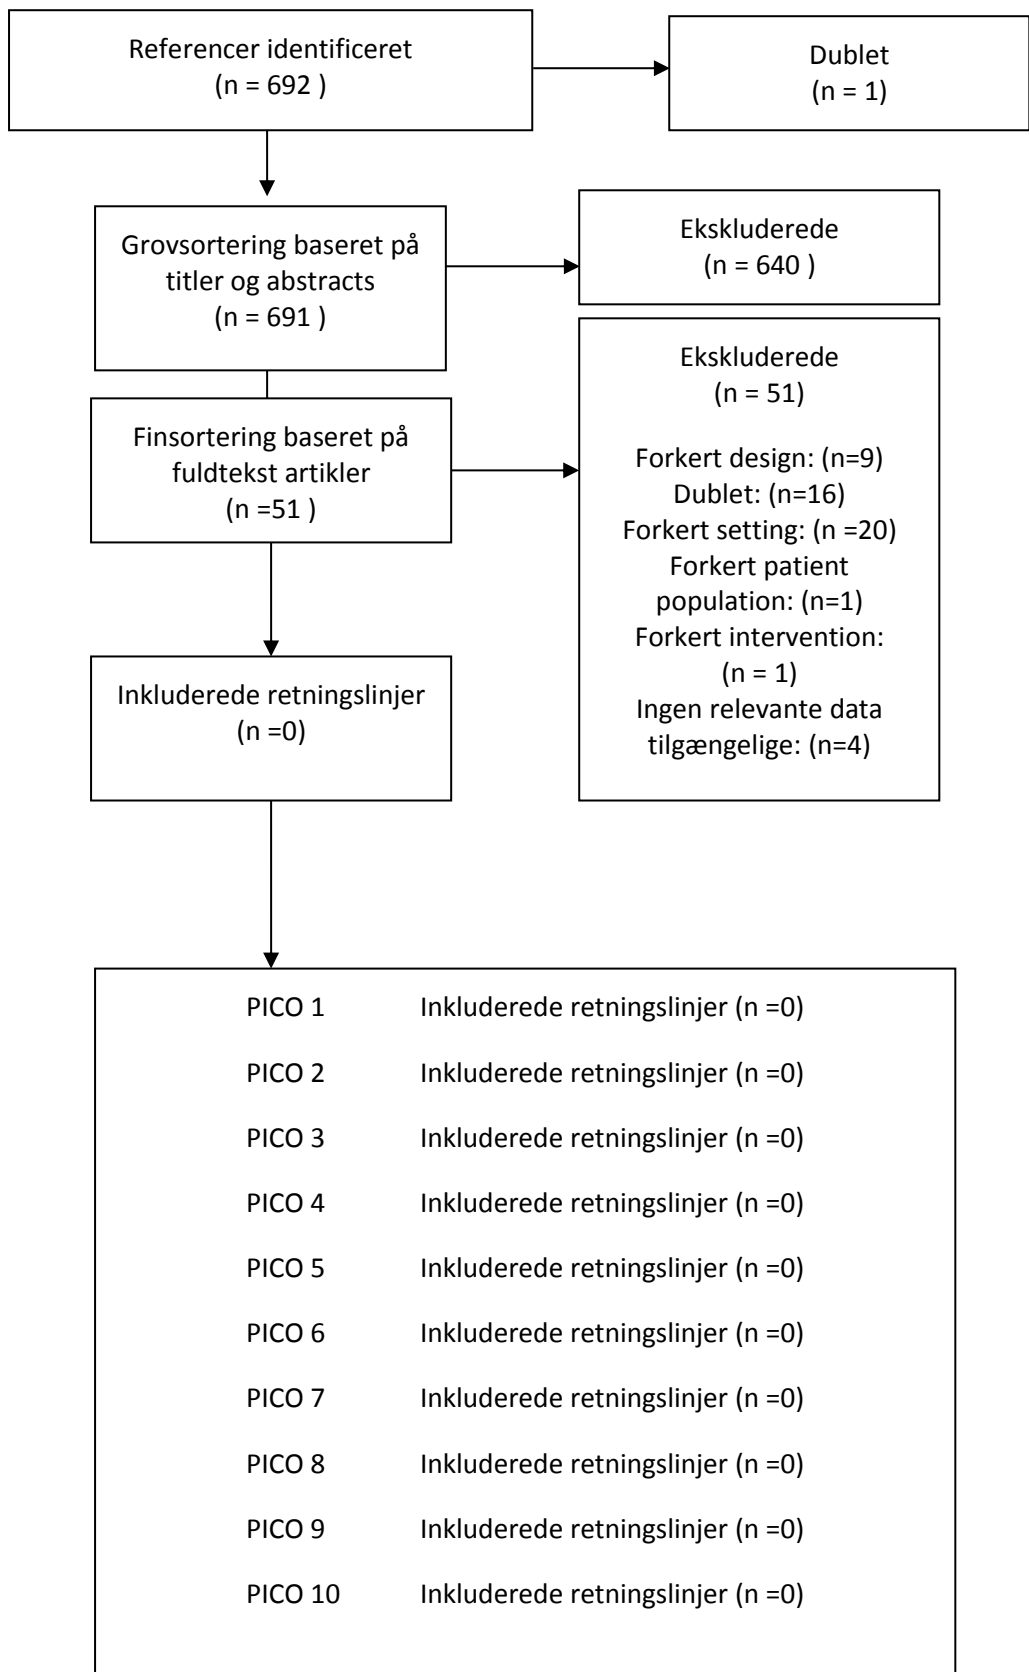 Referencer identificeret
(n = 692 )
Dublet
(n = 1)
Grovsortering baseret på
titler og abstracts
(n = 691 )
Ekskluderede
(n = 640 )
Finsortering baseret på
fuldtekst artikler
(n =51 )
Ekskluderede
(n = 51)
Forkert design: (n=9)
Dublet: (n=16)
Forkert setting: (n =20)
Forkert patient
population: (n=1)
Forkert intervention:
(n = 1)
Ingen relevante data
tilgængelige: (n=4)
Inkluderede retningslinjer
(n =0)
PICO 1 Inkluderede retningslinjer (n =0)
PICO 2 Inkluderede retningslinjer (n =0)
PICO 3 Inkluderede retningslinjer (n =0)
PICO 4 Inkluderede retningslinjer (n =0)
PICO 5 Inkluderede retningslinjer (n =0)
PICO 6 Inkluderede retningslinjer (n =0)
PICO 7 Inkluderede retningslinjer (n =0)
PICO 8 Inkluderede retningslinjer (n =0)
PICO 9 Inkluderede retningslinjer (n =0)
PICO 10 Inkluderede retningslinjer (n =0)